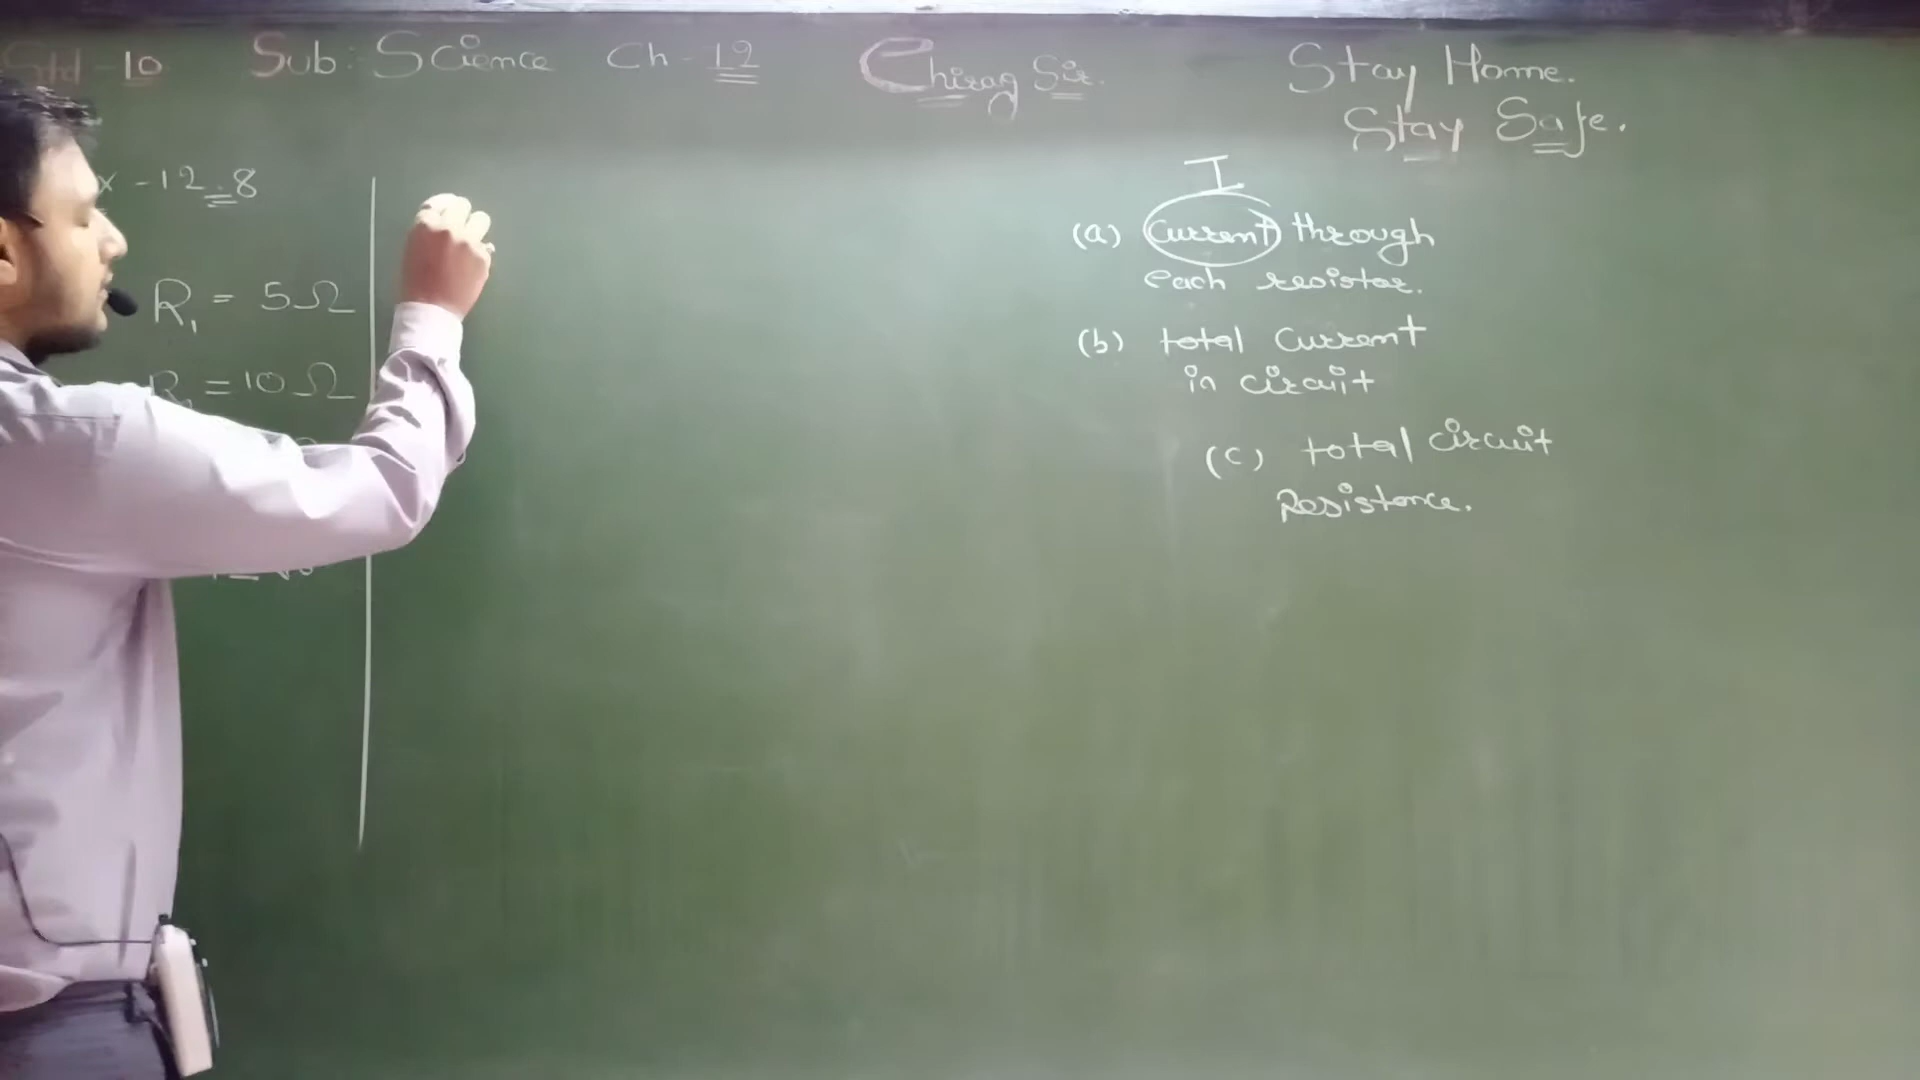 Std - 10 Sub : Science Ch - 12 Chirag Sir. Stay Home.
Stay Safe.
x - 12.8
R₁ = 5Ω
= 10Ω
I
(a) Current through
each resistor.
(b) total Current
in circuit
(c) total circuit
Resistance.